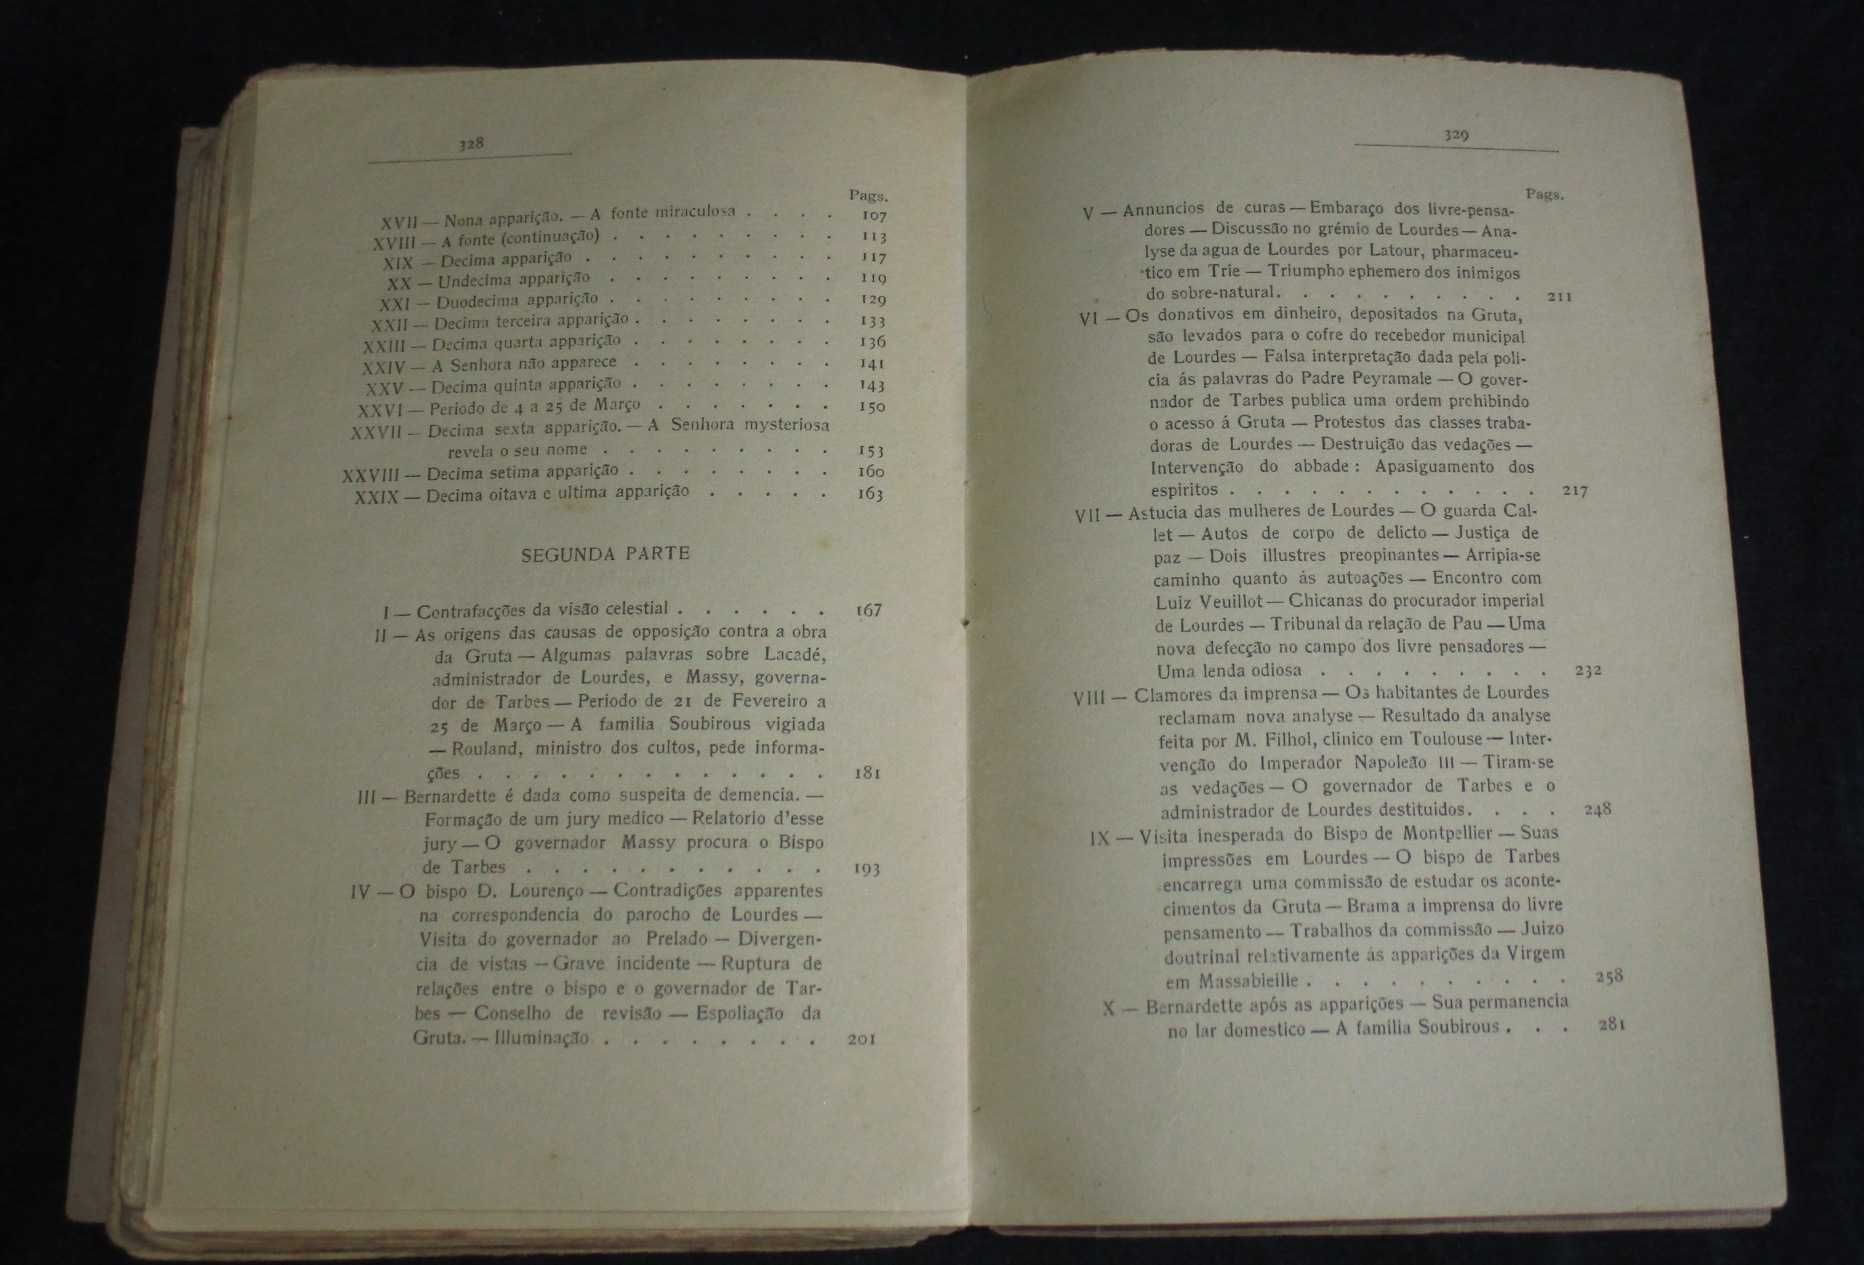 328
Pags.
XVII — Nona apparição. — A fonte miraculosa . . . . 107
XVIII — A fonte (continuação) . . . . . . . . . 113
XIX — Decima apparição . . . . . . . . . . 117
XX — Undecima apparição . . . . . . . . . 119
XXI — Duodecima apparição . . . . . . . . . 129
XXII — Decima terceira apparição . . . . . . . . 133
XXIII — Decima quarta apparição . . . . . . . . 136
XXIV — A Senhora não apparece . . . . . . . . 141
XXV — Decima quinta apparição . . . . . . . . 143
XXVI — Periodo de 4 a 25 de Março . . . . . . . 150
XXVII — Decima sexta apparição. — A Senhora mysteriosa
revela o seu nome . . . . . . . . . 153
XXVIII — Decima setima apparição . . . . . . . . 160
XXIX — Decima oitava e ultima apparição . . . . . 163
SEGUNDA PARTE
I — Contrafacções da visão celestial . . . . . . 167
II — As origens das causas de opposição contra a obra
da Gruta — Algumas palavras sobre Lacadé,
administrador de Lourdes, e Massy, governa-
dor de Tarbes — Periodo de 21 de Fevereiro a
25 de Março — A familia Soubirous vigiada
— Rouland, ministro dos cultos, pede informa-
ções . . . . . . . . . . . . . 181
III — Bernardette é dada como suspeita de demencia. —
Formação de um jury medico — Relatorio d'esse
jury — O governador Massy procura o Bispo
de Tarbes . . . . . . . . . . . 193
IV — O bispo D. Lourenço — Contradições apparentes
na correspondencia do parocho de Lourdes —
Visita do governador ao Prelado — Divergen-
cia de vistas — Grave incidente — Ruptura de
relações entre o bispo e o governador de Tar-
bes — Conselho de revisão — Espoliação da
Gruta. — Illuminação . . . . . . . . 201
329
Pags.
V — Annuncios de curas — Embaraço dos livre-pensa-
dores — Discussão no grémio de Lourdes — Ana-
lyse da agua de Lourdes por Latour, pharmaceu-
tico em Trie — Triumpho ephemero dos inimigos
do sobre-natural. . . . . . . . . . 211
VI — Os donativos em dinheiro, depositados na Gruta,
são levados para o cofre do recebedor municipal
de Lourdes — Falsa interpretação dada pela poli-
cia ás palavras do Padre Peyramale — O gover-
nador de Tarbes publica uma ordem prohibindo
o acesso á Gruta — Protestos das classes traba-
doras de Lourdes — Destruição das vedações —
Intervenção do abbade : Apasiguamento dos
espiritos . . . . . . . . . . . . 217
VII — Astucia das mulheres de Lourdes — O guarda Cal-
let — Autos de corpo de delicto — Justiça de
paz — Dois illustres preopinantes — Arripia-se
caminho quanto ás autoações — Encontro com
Luiz Veuillot — Chicanas do procurador imperial
de Lourdes — Tribunal da relação de Pau — Uma
nova defecção no campo dos livre pensadores —
Uma lenda odiosa . . . . . . . . . 232
VIII — Clamores da imprensa — Os habitantes de Lourdes
reclamam nova analyse — Resultado da analyse
feita por M. Filhol, clinico em Toulouse — Inter-
venção do Imperador Napoleão III — Tiram-se
as vedações — O governador de Tarbes e o
administrador de Lourdes destituidos. . . . 248
IX — Visita inesperada do Bispo de Montpellier — Suas
impressões em Lourdes — O bispo de Tarbes
encarrega uma commissão de estudar os aconte-
cimentos da Gruta — Brama a imprensa do livre
pensamento — Trabalhos da commissão — Juizo
doutrinal relativamente ás apparições da Virgem
em Massabieille . . . . . . . . . . 258
X — Bernardette após as apparições — Sua permanencia
no lar domestico — A familia Soubirous . . . 281